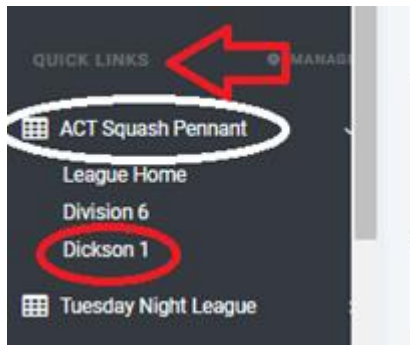 QUICK LINKS MANAG
ACT Squash Pennant
League Home
Division 6
Dickson 1
Tuesday Night League